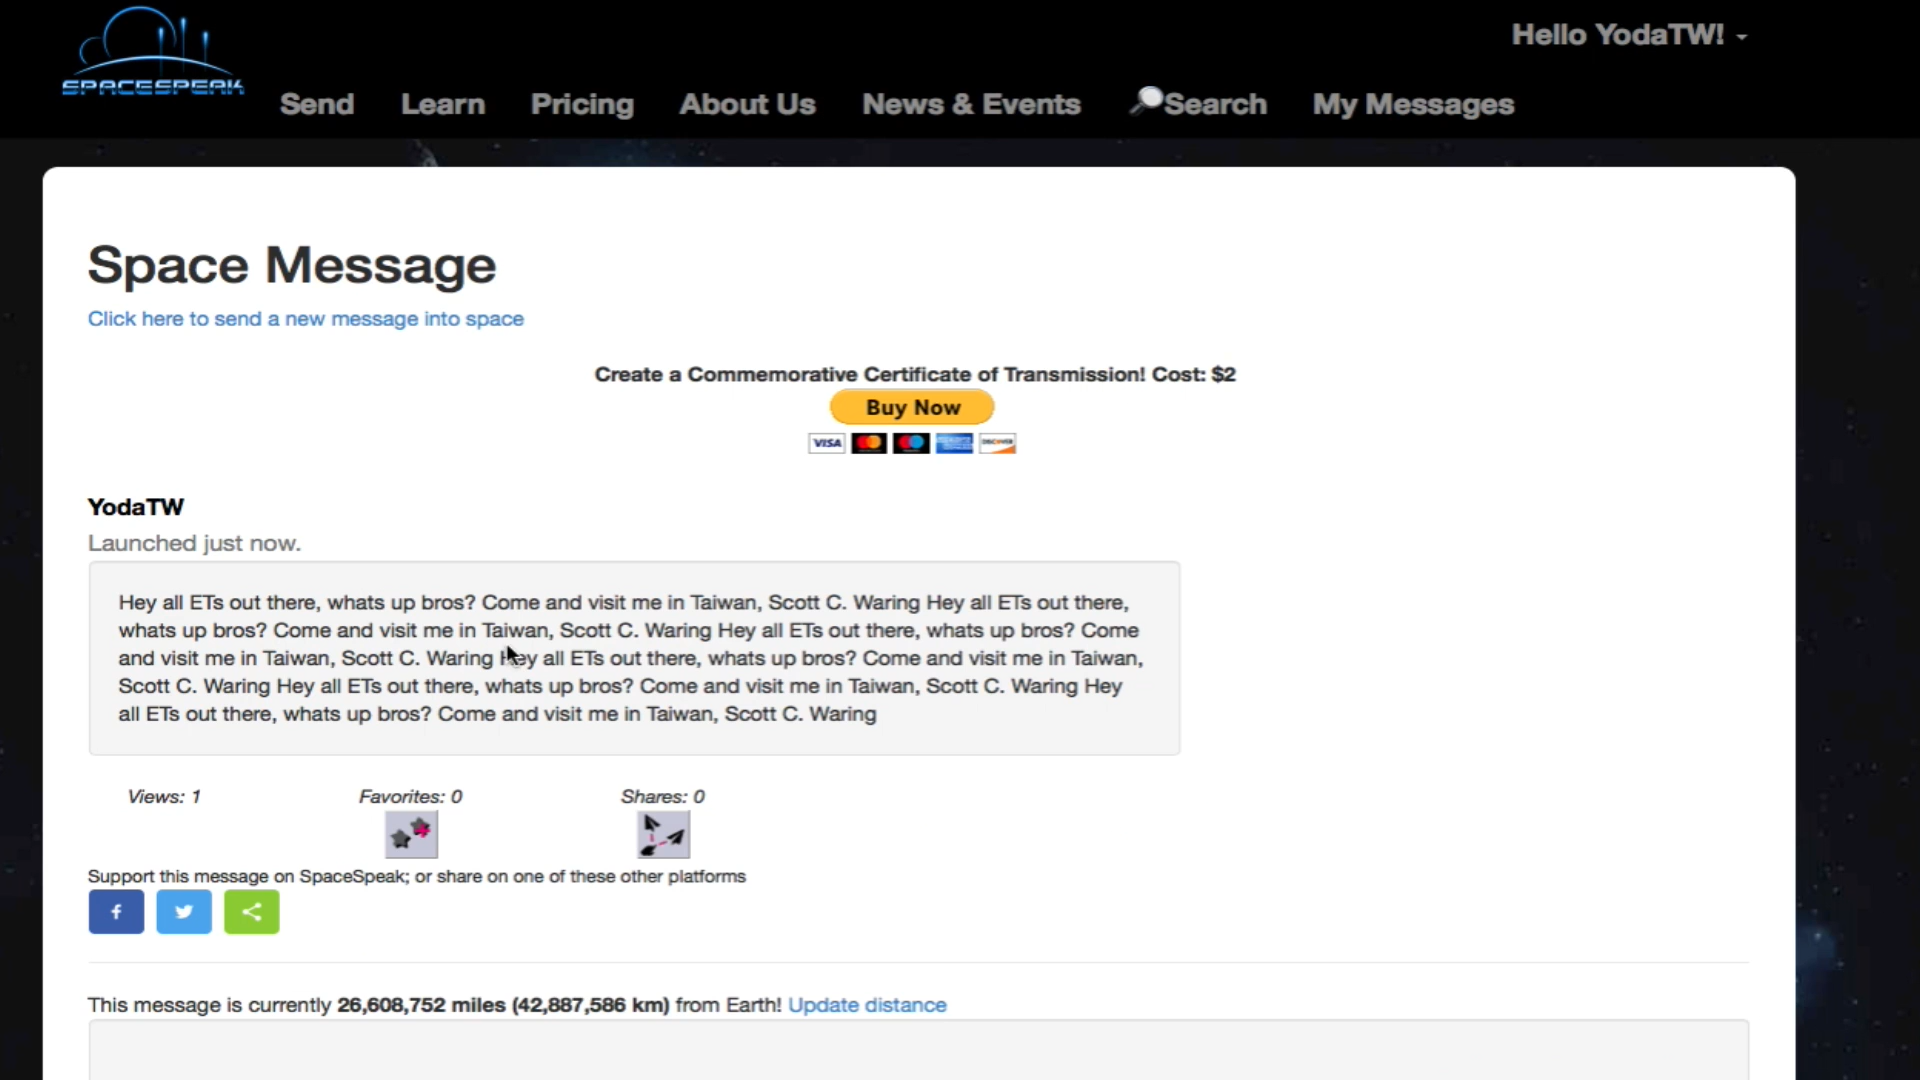 Hello YodaTW!
SPACESPEAK
Send Learn Pricing About Us News & Events Search My Messages
Space Message
Click here to send a new message into space
Create a Commemorative Certificate of Transmission! Cost: $2
Buy Now
VISA DISCOVER
YodaTW
Launched just now.
Hey all ETs out there, whats up bros? Come and visit me in Taiwan, Scott C. Waring Hey all ETs out there,
whats up bros? Come and visit me in Taiwan, Scott C. Waring Hey all ETs out there, whats up bros? Come
and visit me in Taiwan, Scott C. Waring Hey all ETs out there, whats up bros? Come and visit me in Taiwan,
Scott C. Waring Hey all ETs out there, whats up bros? Come and visit me in Taiwan, Scott C. Waring Hey
all ETs out there, whats up bros? Come and visit me in Taiwan, Scott C. Waring
Views: 1 Favorites: 0 Shares: 0
Support this message on SpaceSpeak; or share on one of these other platforms
This message is currently 26,608,752 miles (42,887,586 km) from Earth! Update distance